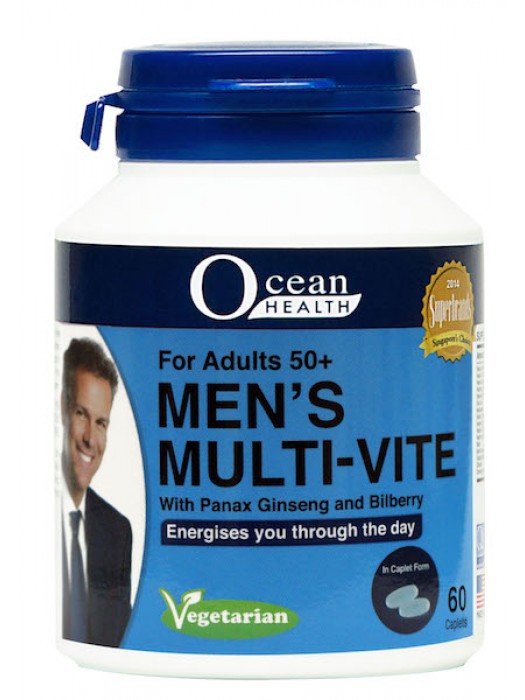 Ocean
HEALTH
2014
Superbrands
Singapore's Choice
For Adults 50+
MEN'S
MULTI-VITE
With Panax Ginseng and Bilberry
Energises you through the day
In Caplet Form
Vegetarian
60
Caplets